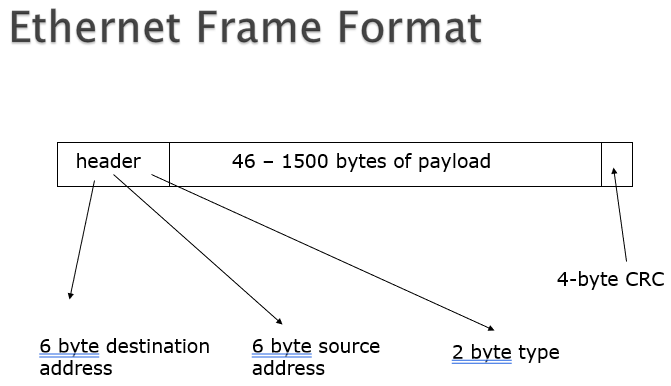 Ethernet Frame Format
header
46 – 1500 bytes of payload
4-byte CRC
6 byte destination
address
6 byte source
address
2 byte type